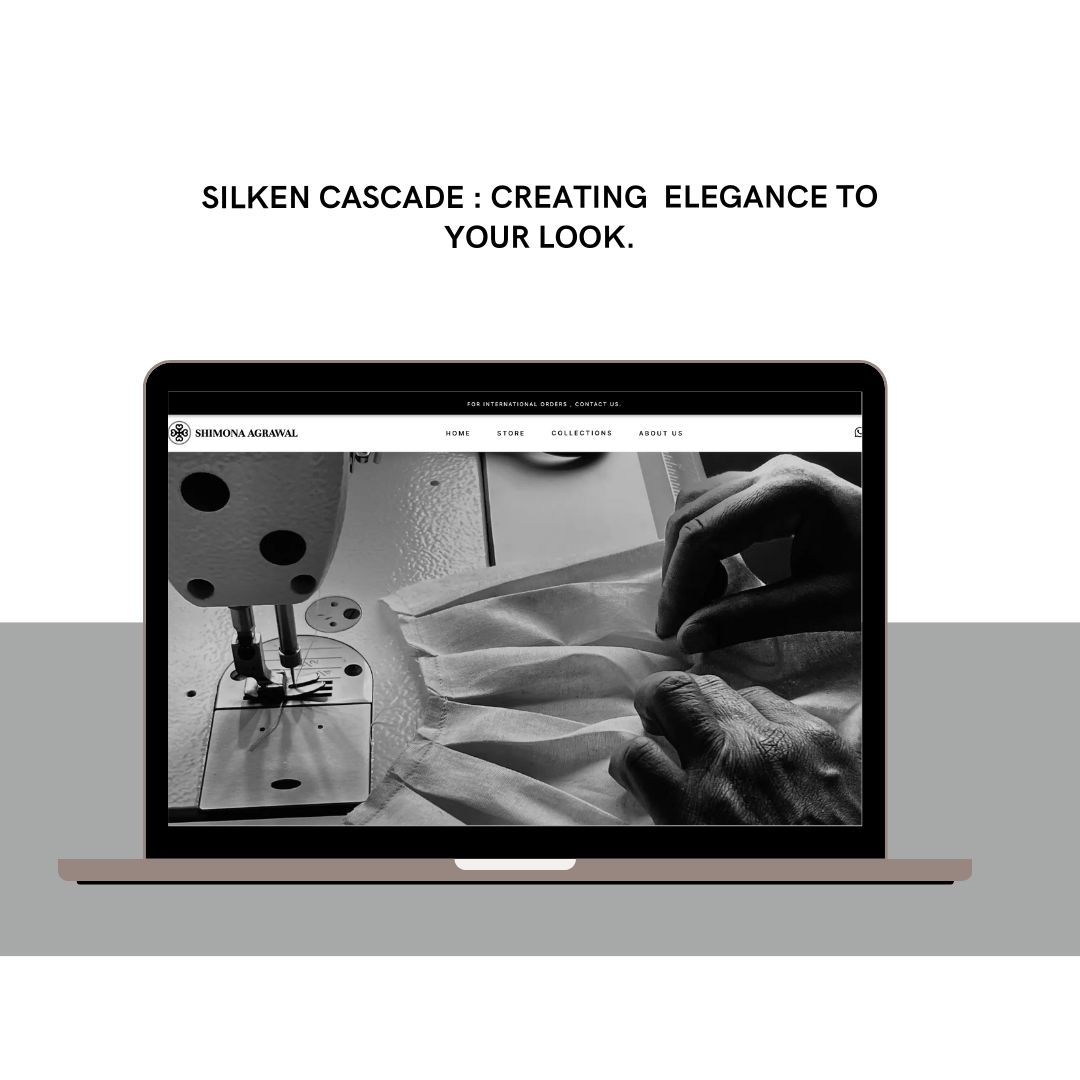 SILKEN CASCADE : CREATING  ELEGANCE TO
YOUR LOOK.
FOR INTERNATIONAL ORDERS , CONTACT US.
SHIMONA AGRAWAL
HOME STORE COLLECTIONS ABOUT US